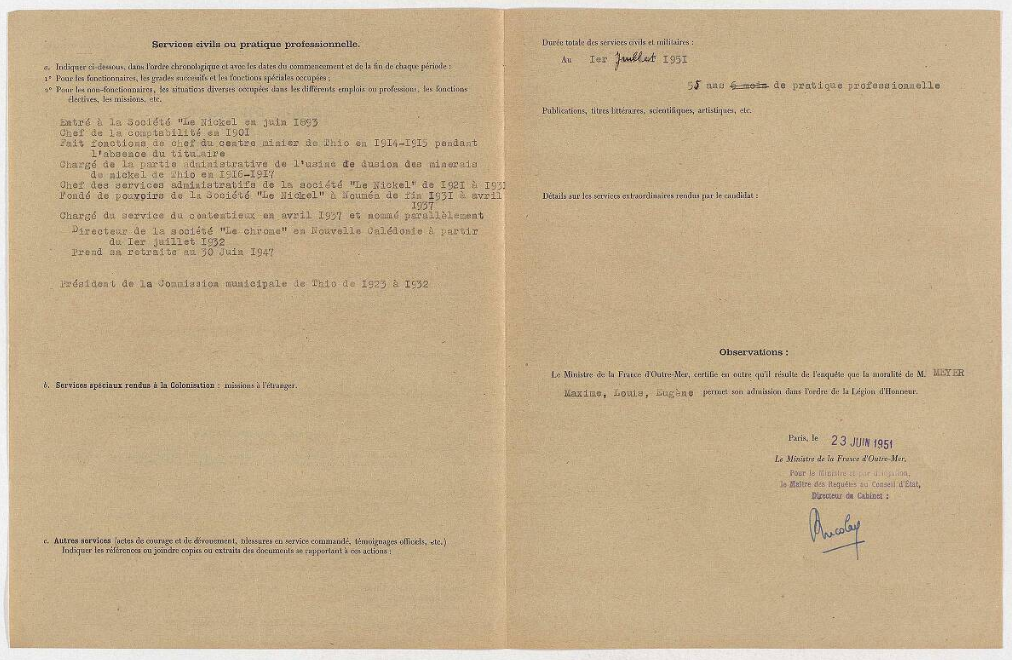 Services civils ou pratique professionnelle.
a. Indiquer ci-dessous, dans l'ordre chronologique et avec les dates du commencement et de la fin de chaque période :
1° Pour les fonctionnaires, les grades successifs et les fonctions spéciales occupées ;
2° Pour les non-fonctionnaires, les situations diverses occupées dans les différents emplois ou professions, les fonctions
électives, les missions, etc.
Entré à la Société "Le Nickel en juin 1893
Chef de la comptabilité en 1901
Fait fonctions de chef du centre minier de Thio en 1914-1915 pendant
l'absence du titulaire
Chargé de la partie administrative de l'usine de dusion des minerais
de nickel de Thio en 1916-1917
Chef des services administratifs de la société "Le Nickel" de 1921 à 1931
Fondé de pouvoirs de la Société "Le Nickel" à Nouméa de fin 1931 à avril
1937
Chargé du service du contentieux en avril 1937 et nommé parallèlement
Directeur de la société "Le chrome" en Nouvelle Calédonie à partir
du 1er juillet 1932
Prend sa retraite au 30 Juin 1947
Président de la Commission municipale de Thio de 1923 à 1932
b. Services spéciaux rendus à la Colonisation : missions à l'étranger.
c. Autres services (actes de courage et de dévouement, blessures en service commandé, témoignages officiels, etc.)
Indiquer les références ou joindre copies ou extraits des documents se rapportant à ces actions :
Durée totale des services civils et militaires :
Au 1er Juillet 1951
55 ans 6 mois de pratique professionnelle
Publications, titres littéraires, scientifiques, artistiques, etc.
Détails sur les services extraordinaires rendus par le candidat :
Observations :
Le Ministre de la France d'Outre-Mer, certifie en outre qu'il résulte de l'enquête que la moralité de M. MEYER
Maxime, Louis, Eugène permet son admission dans l'ordre de la Légion d'Honneur.
Paris, le 23 JUIN 1951
Le Ministre de la France d'Outre-Mer,
Pour le Ministre et par délégation,
le Maître des Requêtes au Conseil d'État,
Directeur du Cabinet :